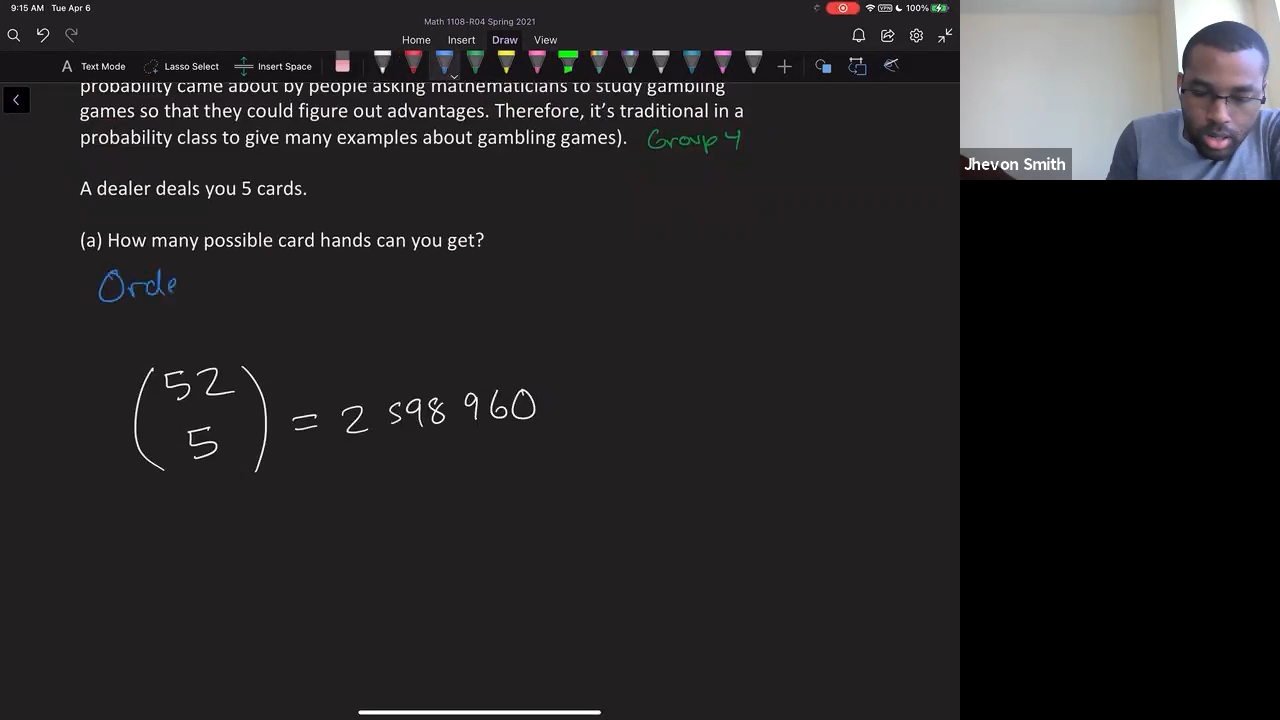 9:15 AM Tue Apr 6
VPN 100%
Math 1108-R04 Spring 2021
Home Insert Draw View
Text Mode Lasso Select Insert Space
probability came about by people asking mathematicians to study gambling
games so that they could figure out advantages. Therefore, it’s traditional in a
probability class to give many examples about gambling games). Group 4
Jhevon Smith
A dealer deals you 5 cards.
(a) How many possible card hands can you get?
Orde
(52
5) = 2 598 960